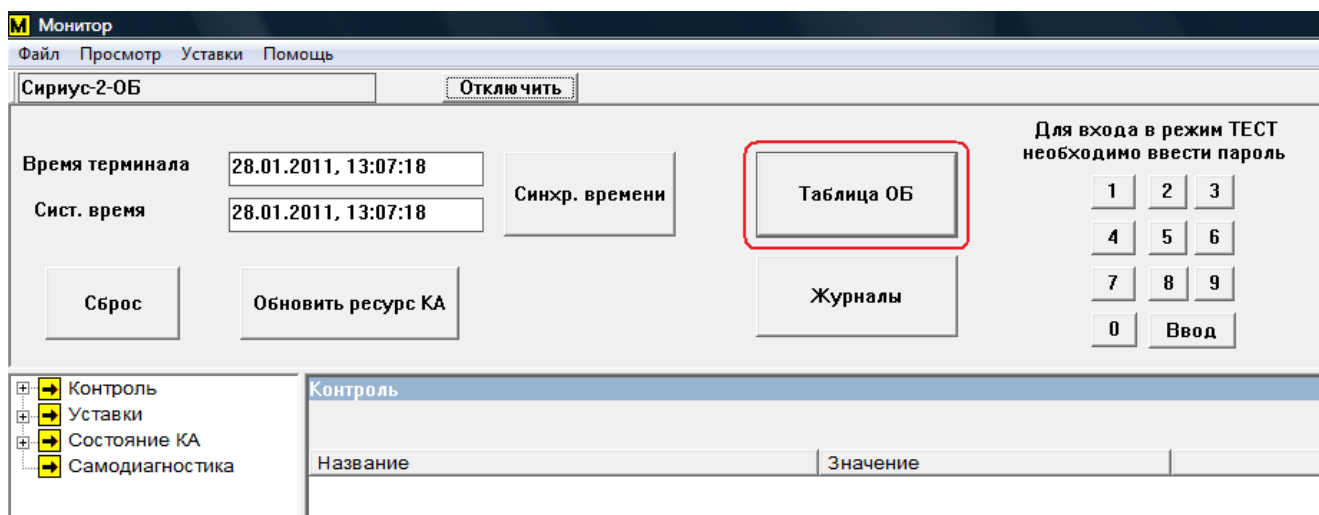 M Монитор
Файл Просмотр Уставки Помощь
Сириус-2-ОБ Отключить
Для входа в режим ТЕСТ
необходимо ввести пароль
Время терминала 28.01.2011, 13:07:18
Синхр. времени
Таблица ОБ
1 2 3
Сист. время 28.01.2011, 13:07:18
4 5 6
Сброс
Обновить ресурс КА
Журналы
7 8 9
0 Ввод
Контроль
Уставки
Состояние КА
Самодиагностика
Контроль
Название Значение